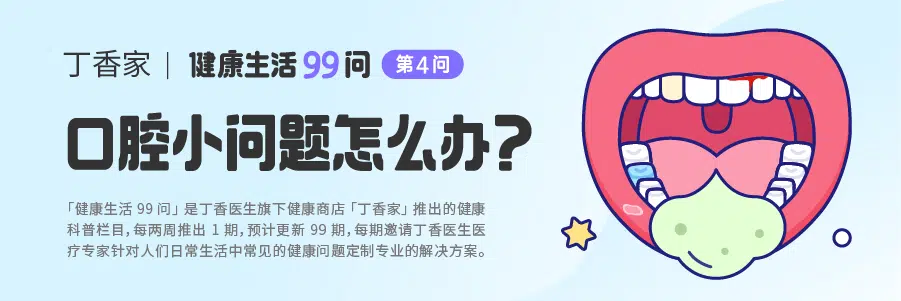 丁香家 | 健康生活 99 问 第4问
口腔小问题怎么办?
「健康生活 99 问」是丁香医生旗下健康商店「丁香家」推出的健康
科普栏目，每两周推出 1 期，预计更新 99 期，每期邀请丁香医生医
疗专家针对人们日常生活中常见的健康问题定制专业的解决方案。